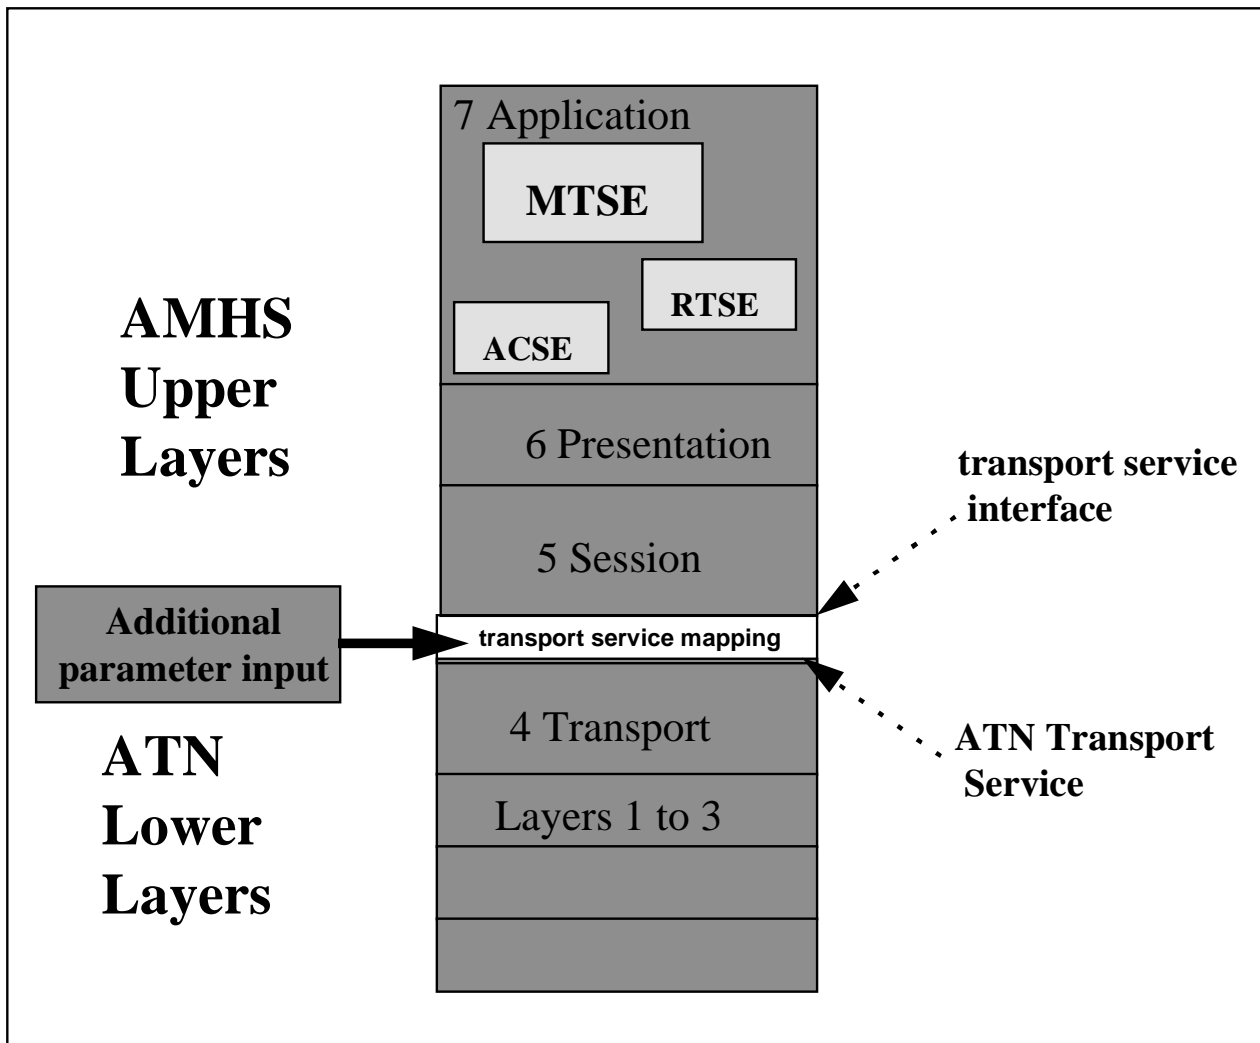 7 Application
MTSE
RTSE
ACSE
AMHS
Upper
Layers
6 Presentation
transport service
interface
5 Session
Additional
parameter input
transport service mapping
4 Transport
ATN Transport
Service
ATN
Lower
Layers
Layers 1 to 3